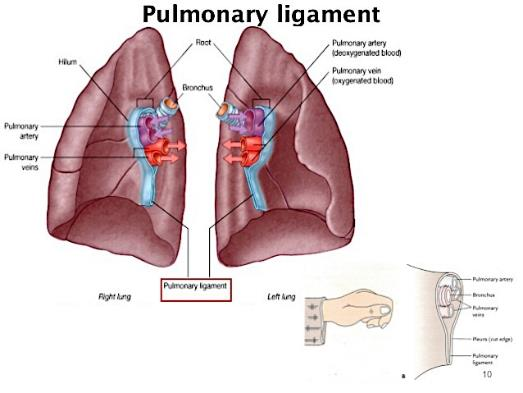 Pulmonary ligament
Root
Pulmonary artery
(deoxygenated blood)
Hilum
Pulmonary vein
(oxygenated blood)
Bronchus
Pulmonary
artery
Pulmonary
veins
Pulmonary ligament
Right lung
Left lung
Pulmonary artery
Bronchus
Pulmonary
veins
Pleura (cut edge)
Pulmonary
ligament
a
10